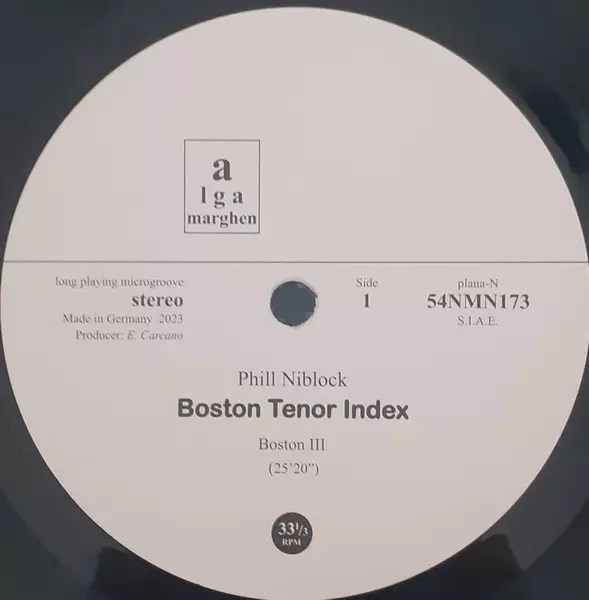 a
lga
marghen
long playing microgroove
stereo
Made in Germany 2023
Producer: E. Carcano
Side
1
plana-N
54NMN173
S.I.A.E.
Phill Niblock
Boston Tenor Index
Boston III
(25’20”)
33⅓
RPM